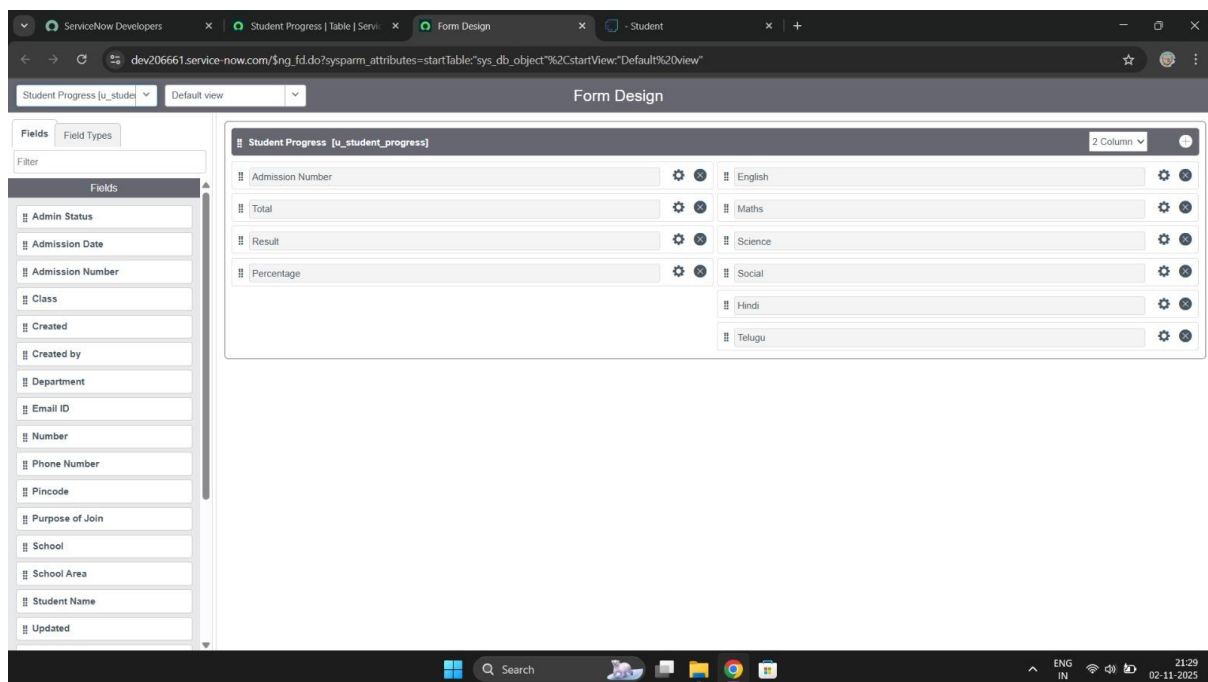 ServiceNow Developers
Student Progress | Table | Servic
Form Design
- Student
dev206661.service-now.com/$ng_fd.do?sysparm_attributes=startTable:"sys_db_object"%2CstartView:"Default%20view"
Student Progress [u_studer
Default view
Form Design
Fields
Field Types
Filter
Fields
Admin Status
Admission Date
Admission Number
Class
Created
Created by
Department
Email ID
Number
Phone Number
Pincode
Purpose of Join
School
School Area
Student Name
Updated
Student Progress [u_student_progress]
2 Column
Admission Number
Total
Result
Percentage
English
Maths
Science
Social
Hindi
Telugu
Search
ENG
IN
21:29
02-11-2025